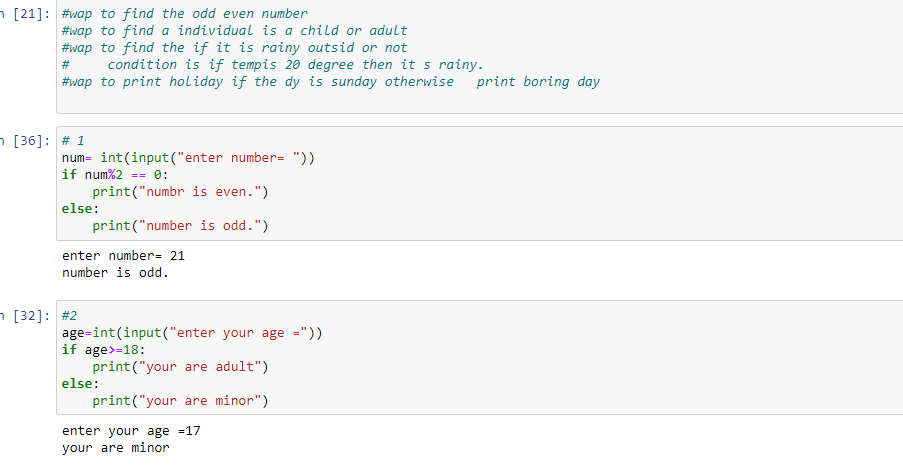 n [21]: #wap to find the odd even number
#wap to find a individual is a child or adult
#wap to find the if it is rainy outsid or not
#     condition is if tempis 20 degree then it s rainy.
#wap to print holiday if the dy is sunday otherwise   print boring day
n [36]: # 1
num= int(input("enter number= "))
if num%2 == 0:
    print("numbr is even.")
else:
    print("number is odd.")
enter number= 21
number is odd.
n [32]: #2
age=int(input("enter your age ="))
if age>=18:
    print("your are adult")
else:
    print("your are minor")
enter your age =17
your are minor